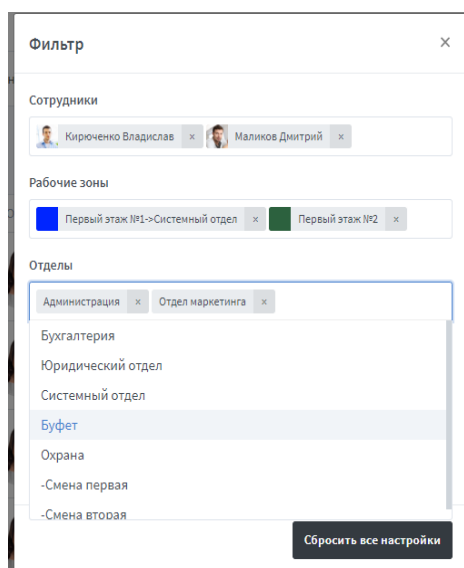 Фильтр ×
Сотрудники
Кирюченко Владислав × Маликов Дмитрий ×
Рабочие зоны
Первый этаж №1->Системный отдел × Первый этаж №2 ×
Отделы
Администрация × Отдел маркетинга ×
Бухгалтерия
Юридический отдел
Системный отдел
Буфет
Охрана
-Смена первая
-Смена вторая
Сбросить все настройки